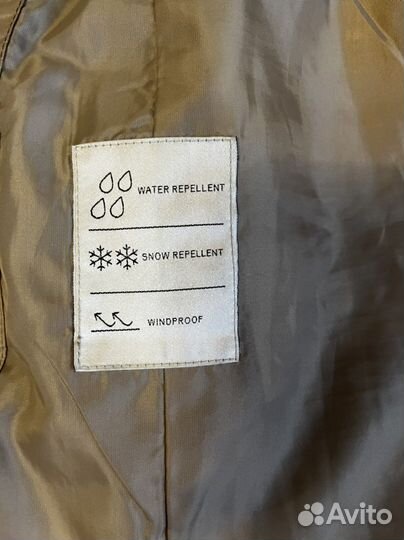 WATER REPELLENT
SNOW REPELLENT
WINDPROOF
Avito